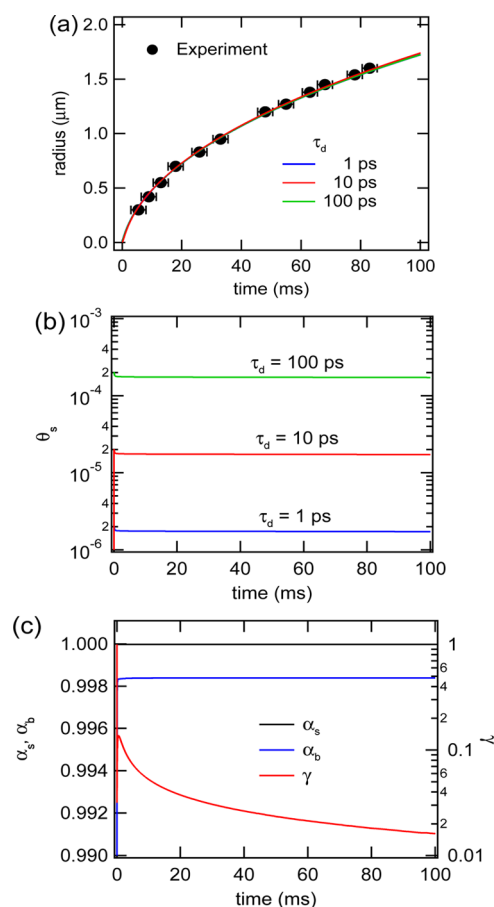 (a)
2.0
1.5
1.0
0.5
0.0
radius (μm)
Experiment
τd
1 ps
10 ps
100 ps
0 20 40 60 80 100
time (ms)
(b)
10-3
2
4
10-4
2
4
10-5
2
4
10-6
θs
τd = 100 ps
τd = 10 ps
τd = 1 ps
0 20 40 60 80 100
time (ms)
(c)
1.000
0.998
0.996
0.994
0.992
0.990
αs, αb
αs
αb
γ
1
6
4
2
0.1
6
4
2
0.01
γ
0 20 40 60 80 100
time (ms)